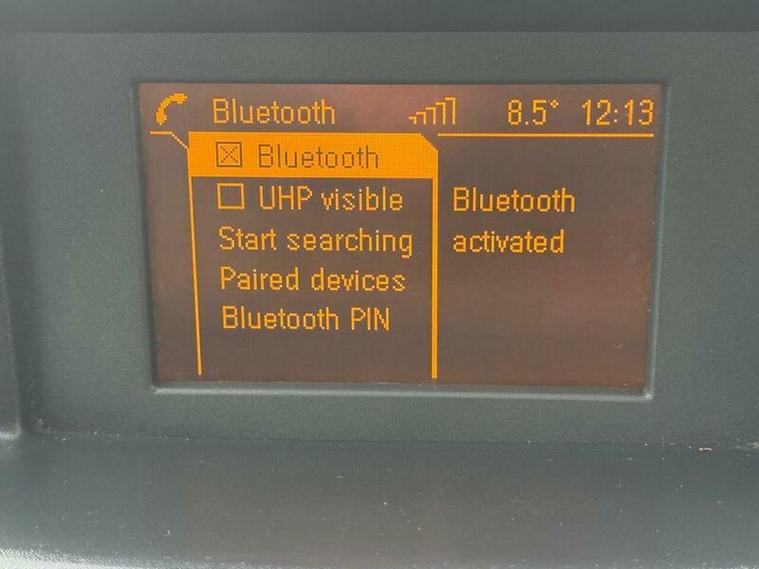 Bluetooth 8.5° 12:13
Bluetooth
UHP visible
Start searching
Paired devices
Bluetooth PIN
Bluetooth
activated